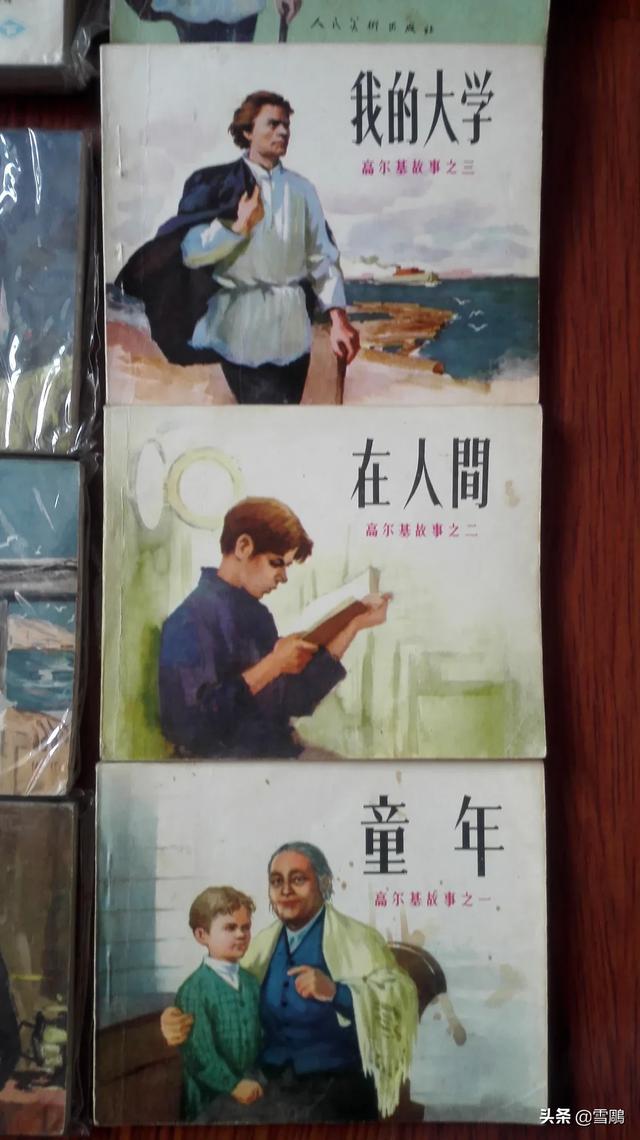 人民美術出版社
我的大学
高尔基故事之三
在人間
高尔基故事之二
童年
高尔基故事之一
头条 @雪鵰